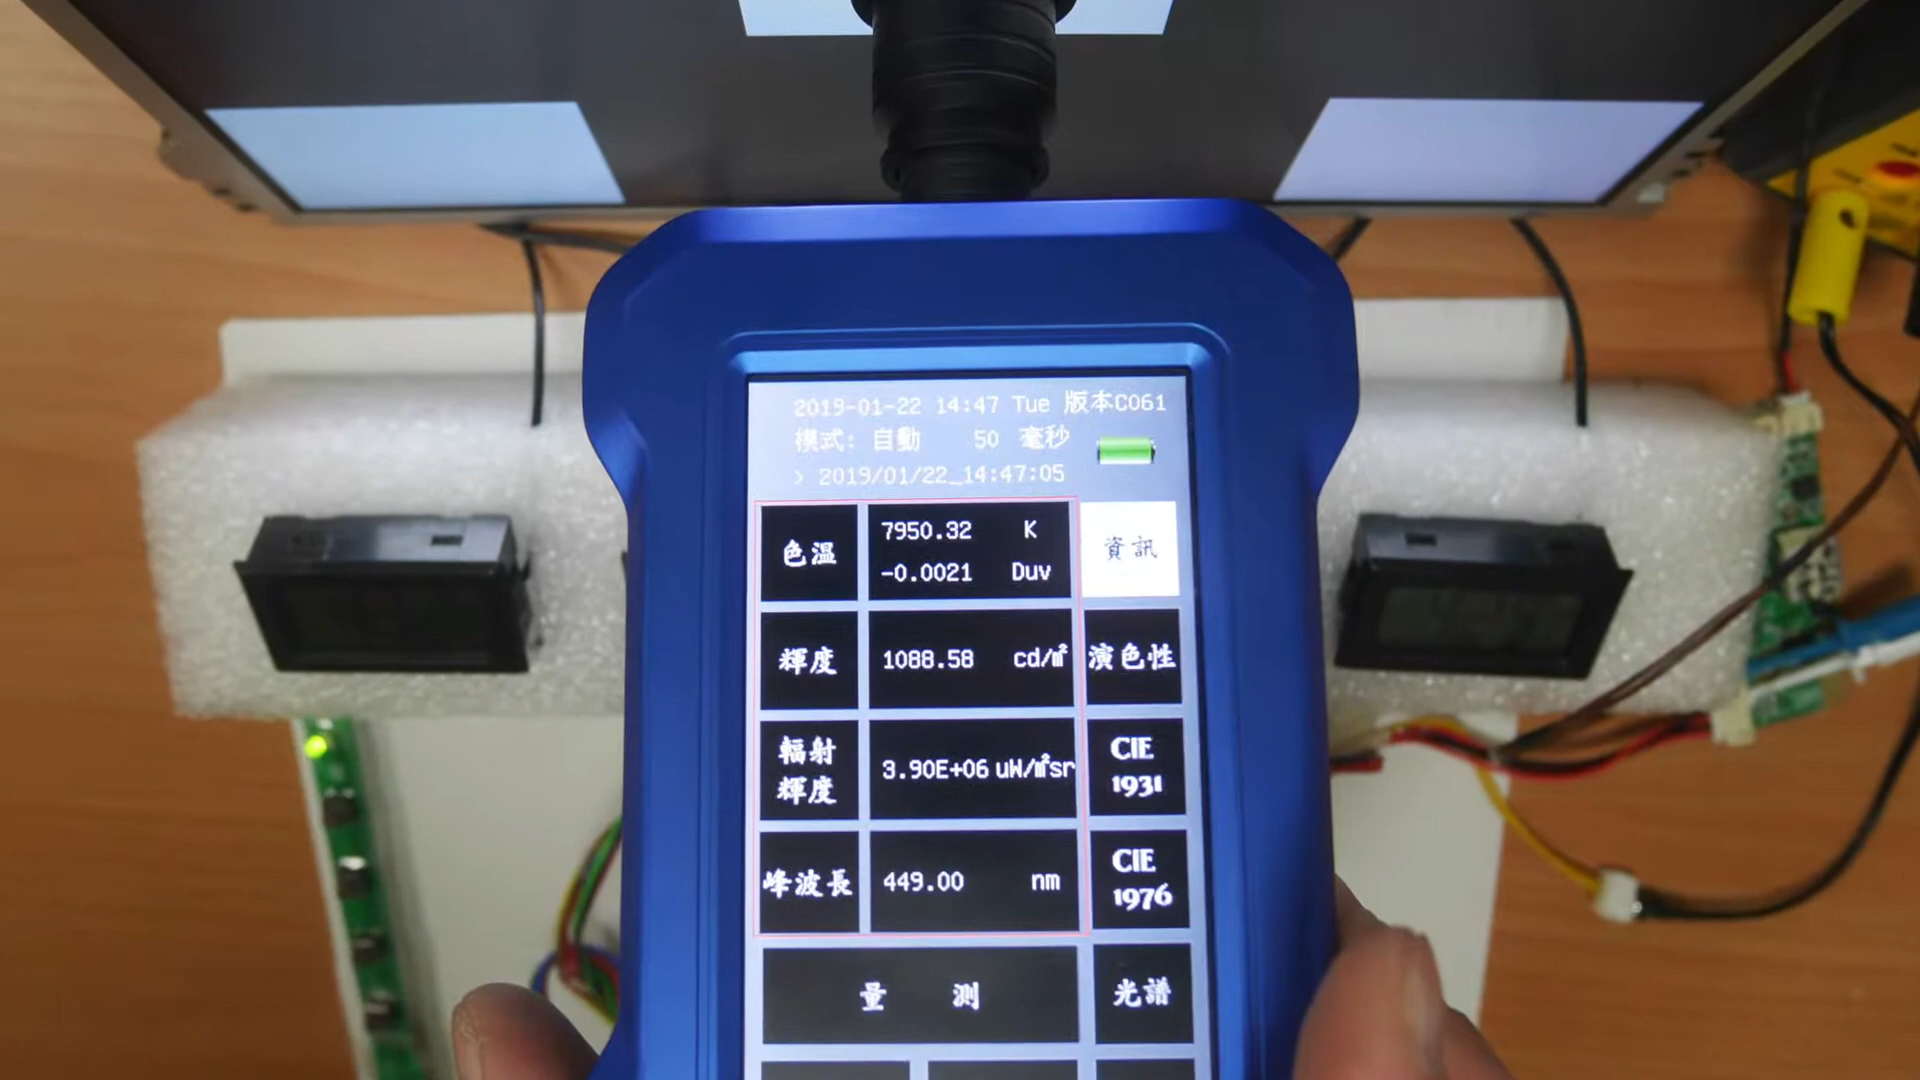 2019-01-22 14:47 Tue 版本C061
模式: 自動 50 毫秒
> 2019/01/22_14:47:05
色溫 7950.32 K
-0.0021 Duv
資訊
輝度 1088.58 cd/㎡
演色性
輻射
輝度
3.90E+06 uW/㎡sr
CIE
1931
峰波長 449.00 nm
CIE
1976
量 測
光譜